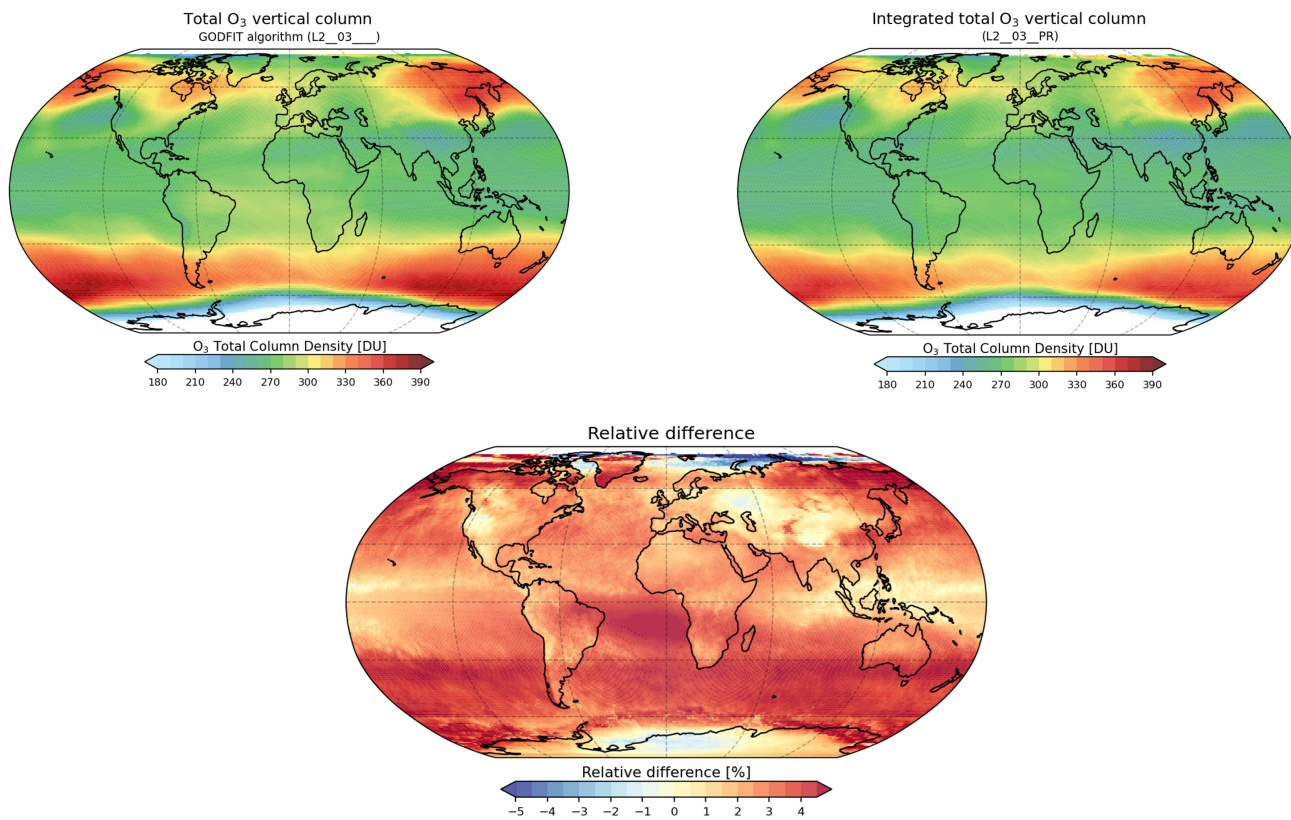 Total O₃ vertical column
GODFIT algorithm (L2__03____)
O₃ Total Column Density [DU]
180 210 240 270 300 330 360 390
Integrated total O₃ vertical column
(L2__03__PR)
O₃ Total Column Density [DU]
180 210 240 270 300 330 360 390
Relative difference
Relative difference [%]
−5 −4 −3 −2 −1 0 1 2 3 4